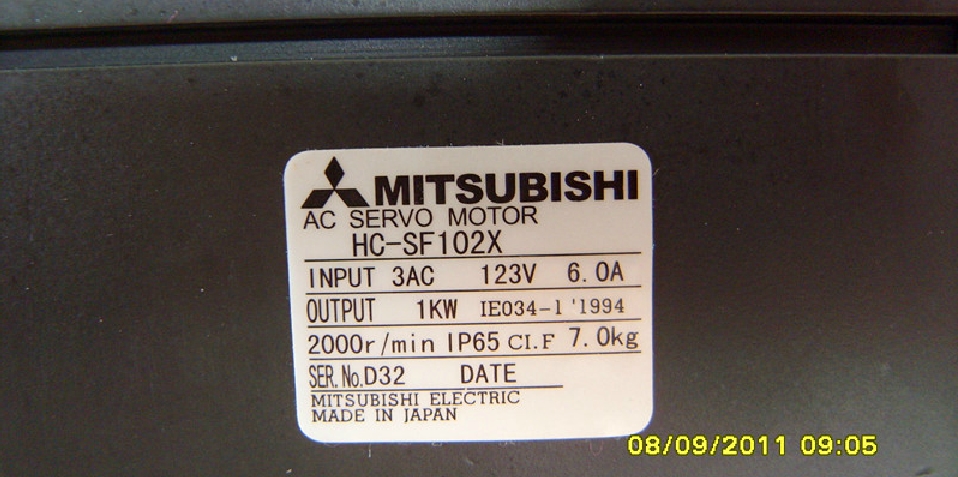 MITSUBISHI
AC SERVO MOTOR
HC-SF102X
INPUT 3AC 123V 6.0A
OUTPUT 1KW IE034-1 '1994
2000r/min IP65 CI.F 7.0kg
SER.No.D32 DATE
MITSUBISHI ELECTRIC
MADE IN JAPAN
08/09/2011 09:05